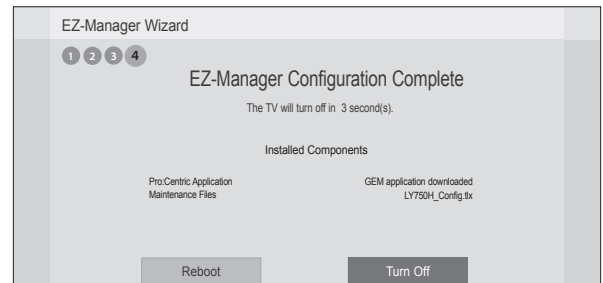 EZ-Manager Wizard
1 2 3 4
EZ-Manager Configuration Complete
The TV will turn off in 3 second(s).
Installed Components
Pro:Centric Application GEM application downloaded
Maintenance Files LY750H_Config.tlx
Reboot Turn Off